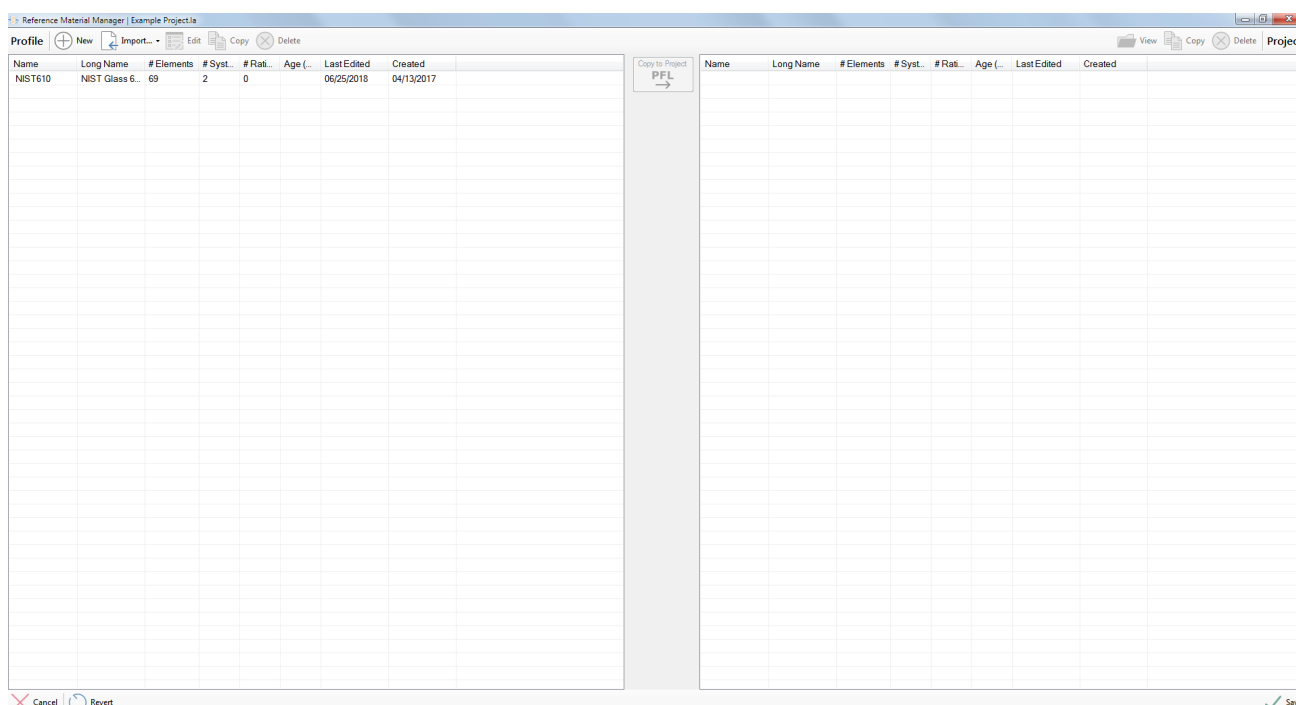 Reference Material Manager | Example Project.la
Profile New Import... Edit Copy Delete View Copy Delete Projec
Name Long Name # Elements # Syst... # Rati... Age (... Last Edited Created Copy to Project Name Long Name # Elements # Syst... # Rati... Age (... Last Edited Created
NIST610 NIST Glass 6... 69 2 0 06/25/2018 04/13/2017 PFL
Cancel Revert Sav